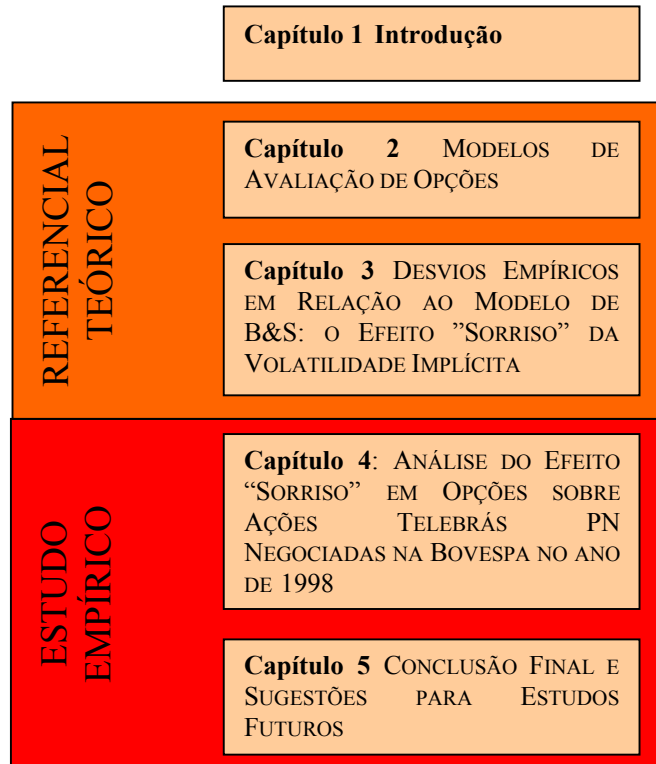 Capítulo 1 Introdução
REFERENCIAL
TEÓRICO
Capítulo 2 MODELOS DE
AVALIAÇÃO DE OPÇÕES
Capítulo 3 DESVIOS EMPÍRICOS
EM RELAÇÃO AO MODELO DE
B&S: O EFEITO ”SORRISO” DA
VOLATILIDADE IMPLÍCITA
ESTUDO
EMPÍRICO
Capítulo 4: ANÁLISE DO EFEITO
“SORRISO” EM OPÇÕES SOBRE
AÇÕES TELEBRÁS PN
NEGOCIADAS NA BOVESPA NO ANO
DE 1998
Capítulo 5 CONCLUSÃO FINAL E
SUGESTÕES PARA ESTUDOS
FUTUROS